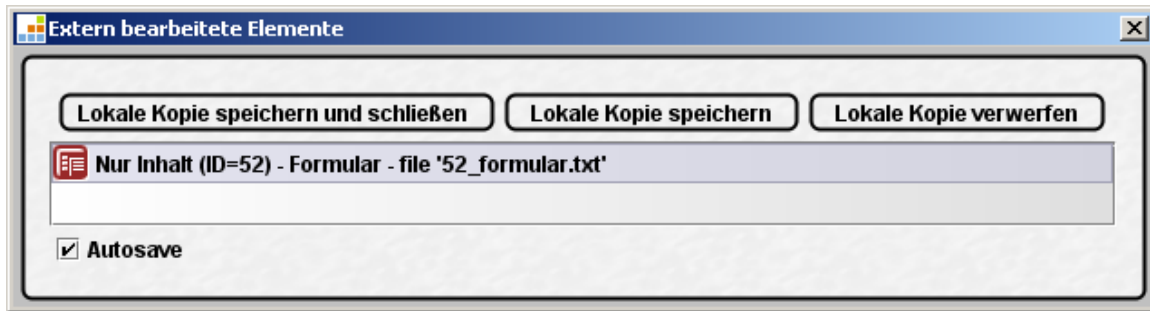 Extern bearbeitete Elemente
Lokale Kopie speichern und schließen Lokale Kopie speichern Lokale Kopie verwerfen
Nur Inhalt (ID=52) - Formular - file '52_formular.txt'
Autosave